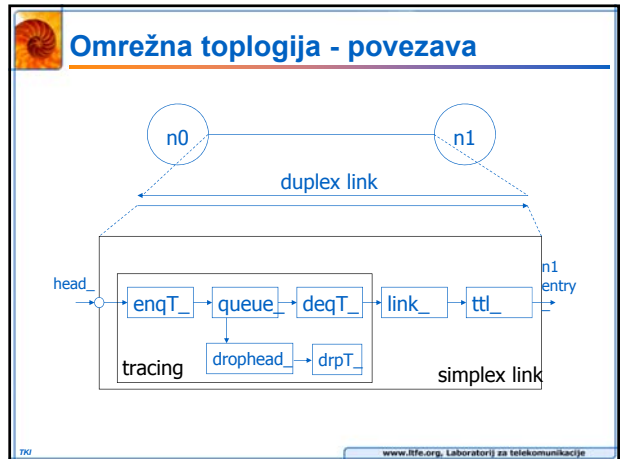 Omrežna toplogija - povezava
n0
n1
duplex link
head_
enqT_
queue_
deqT_
link_
ttl_
n1
entry
_
drophead_
drpT_
tracing
simplex link
TKI
www.ltfe.org, Laboratorij za telekomunikacije